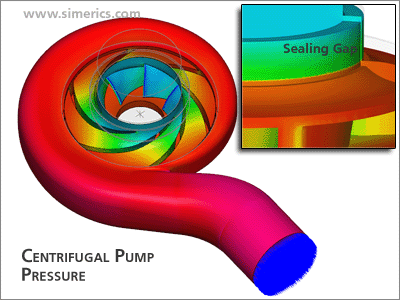 www.simerics.com
Sealing Gap
CENTRIFUGAL PUMP
PRESSURE